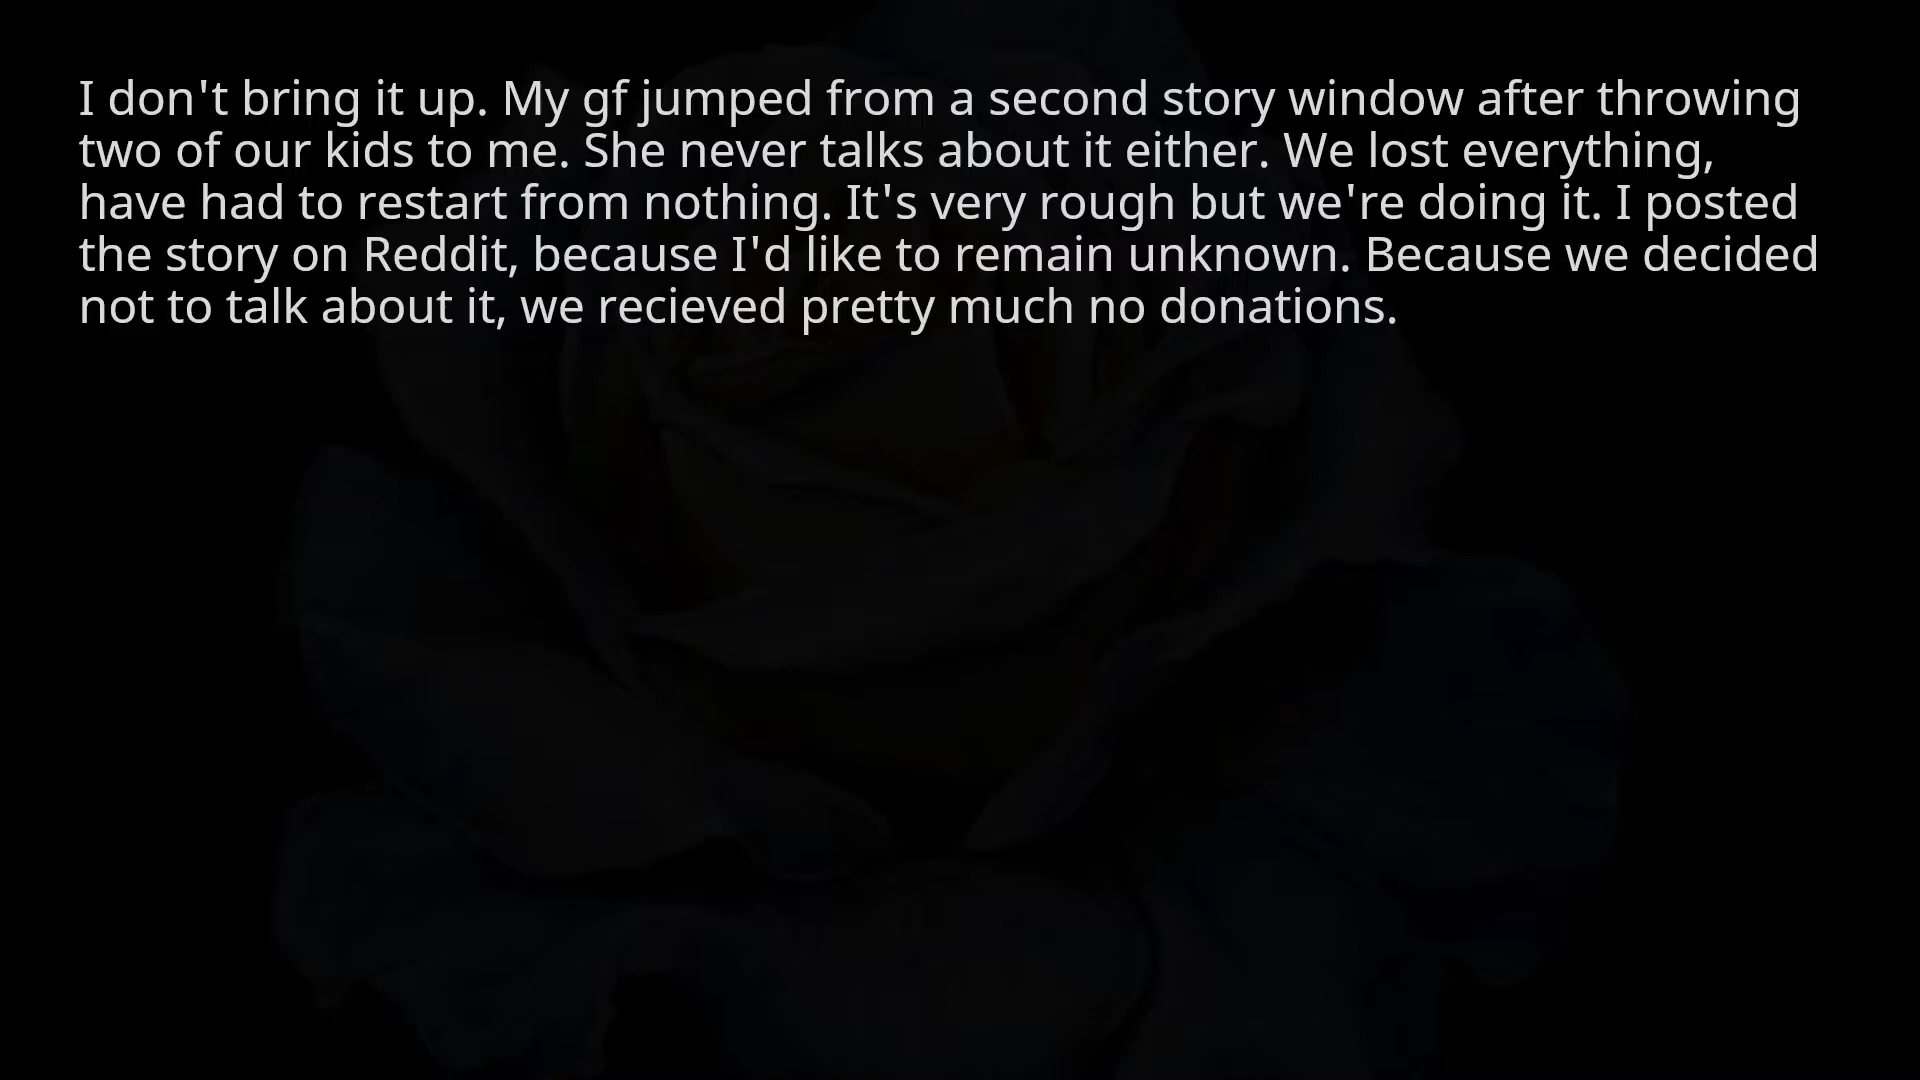 I don't bring it up. My gf jumped from a second story window after throwing
two of our kids to me. She never talks about it either. We lost everything,
have had to restart from nothing. It's very rough but we're doing it. I posted
the story on Reddit, because I'd like to remain unknown. Because we decided
not to talk about it, we recieved pretty much no donations.